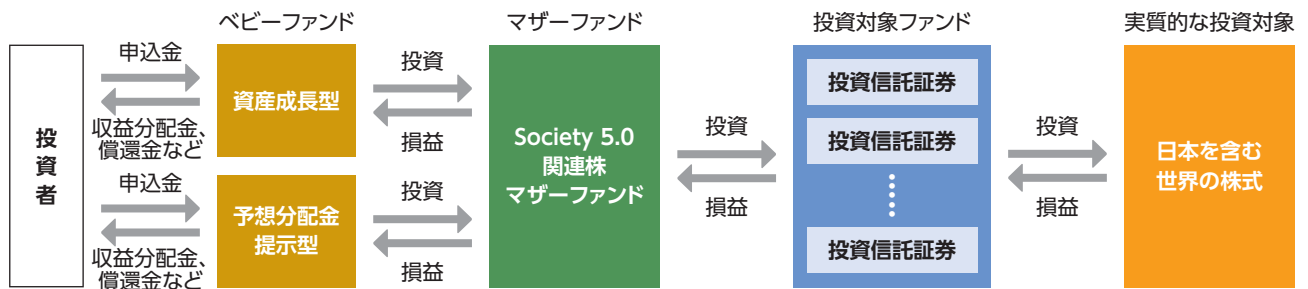 ベビーファンド
マザーファンド
投資対象ファンド
実質的な投資対象
投資者
申込金
収益分配金、
償還金など
申込金
収益分配金、
償還金など
資産成長型
予想分配金
提示型
投資
損益
投資
損益
Society 5.0
関連株
マザーファンド
投資
損益
投資信託証券
投資信託証券
投資信託証券
投資
損益
日本を含む
世界の株式